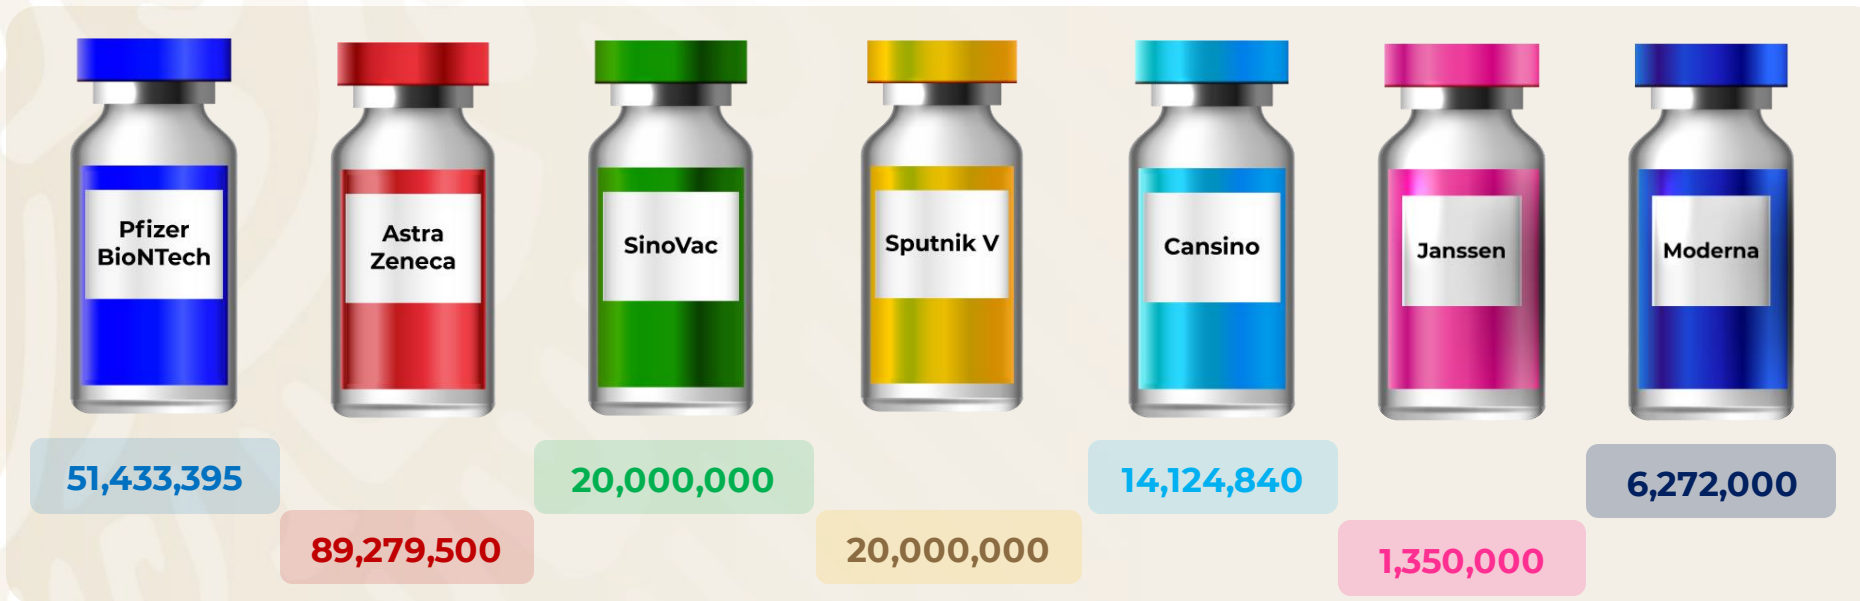 Pfizer
BioNTech
Astra
Zeneca
SinoVac
Sputnik V
Cansino
Janssen
Moderna
51,433,395
89,279,500
20,000,000
20,000,000
14,124,840
1,350,000
6,272,000